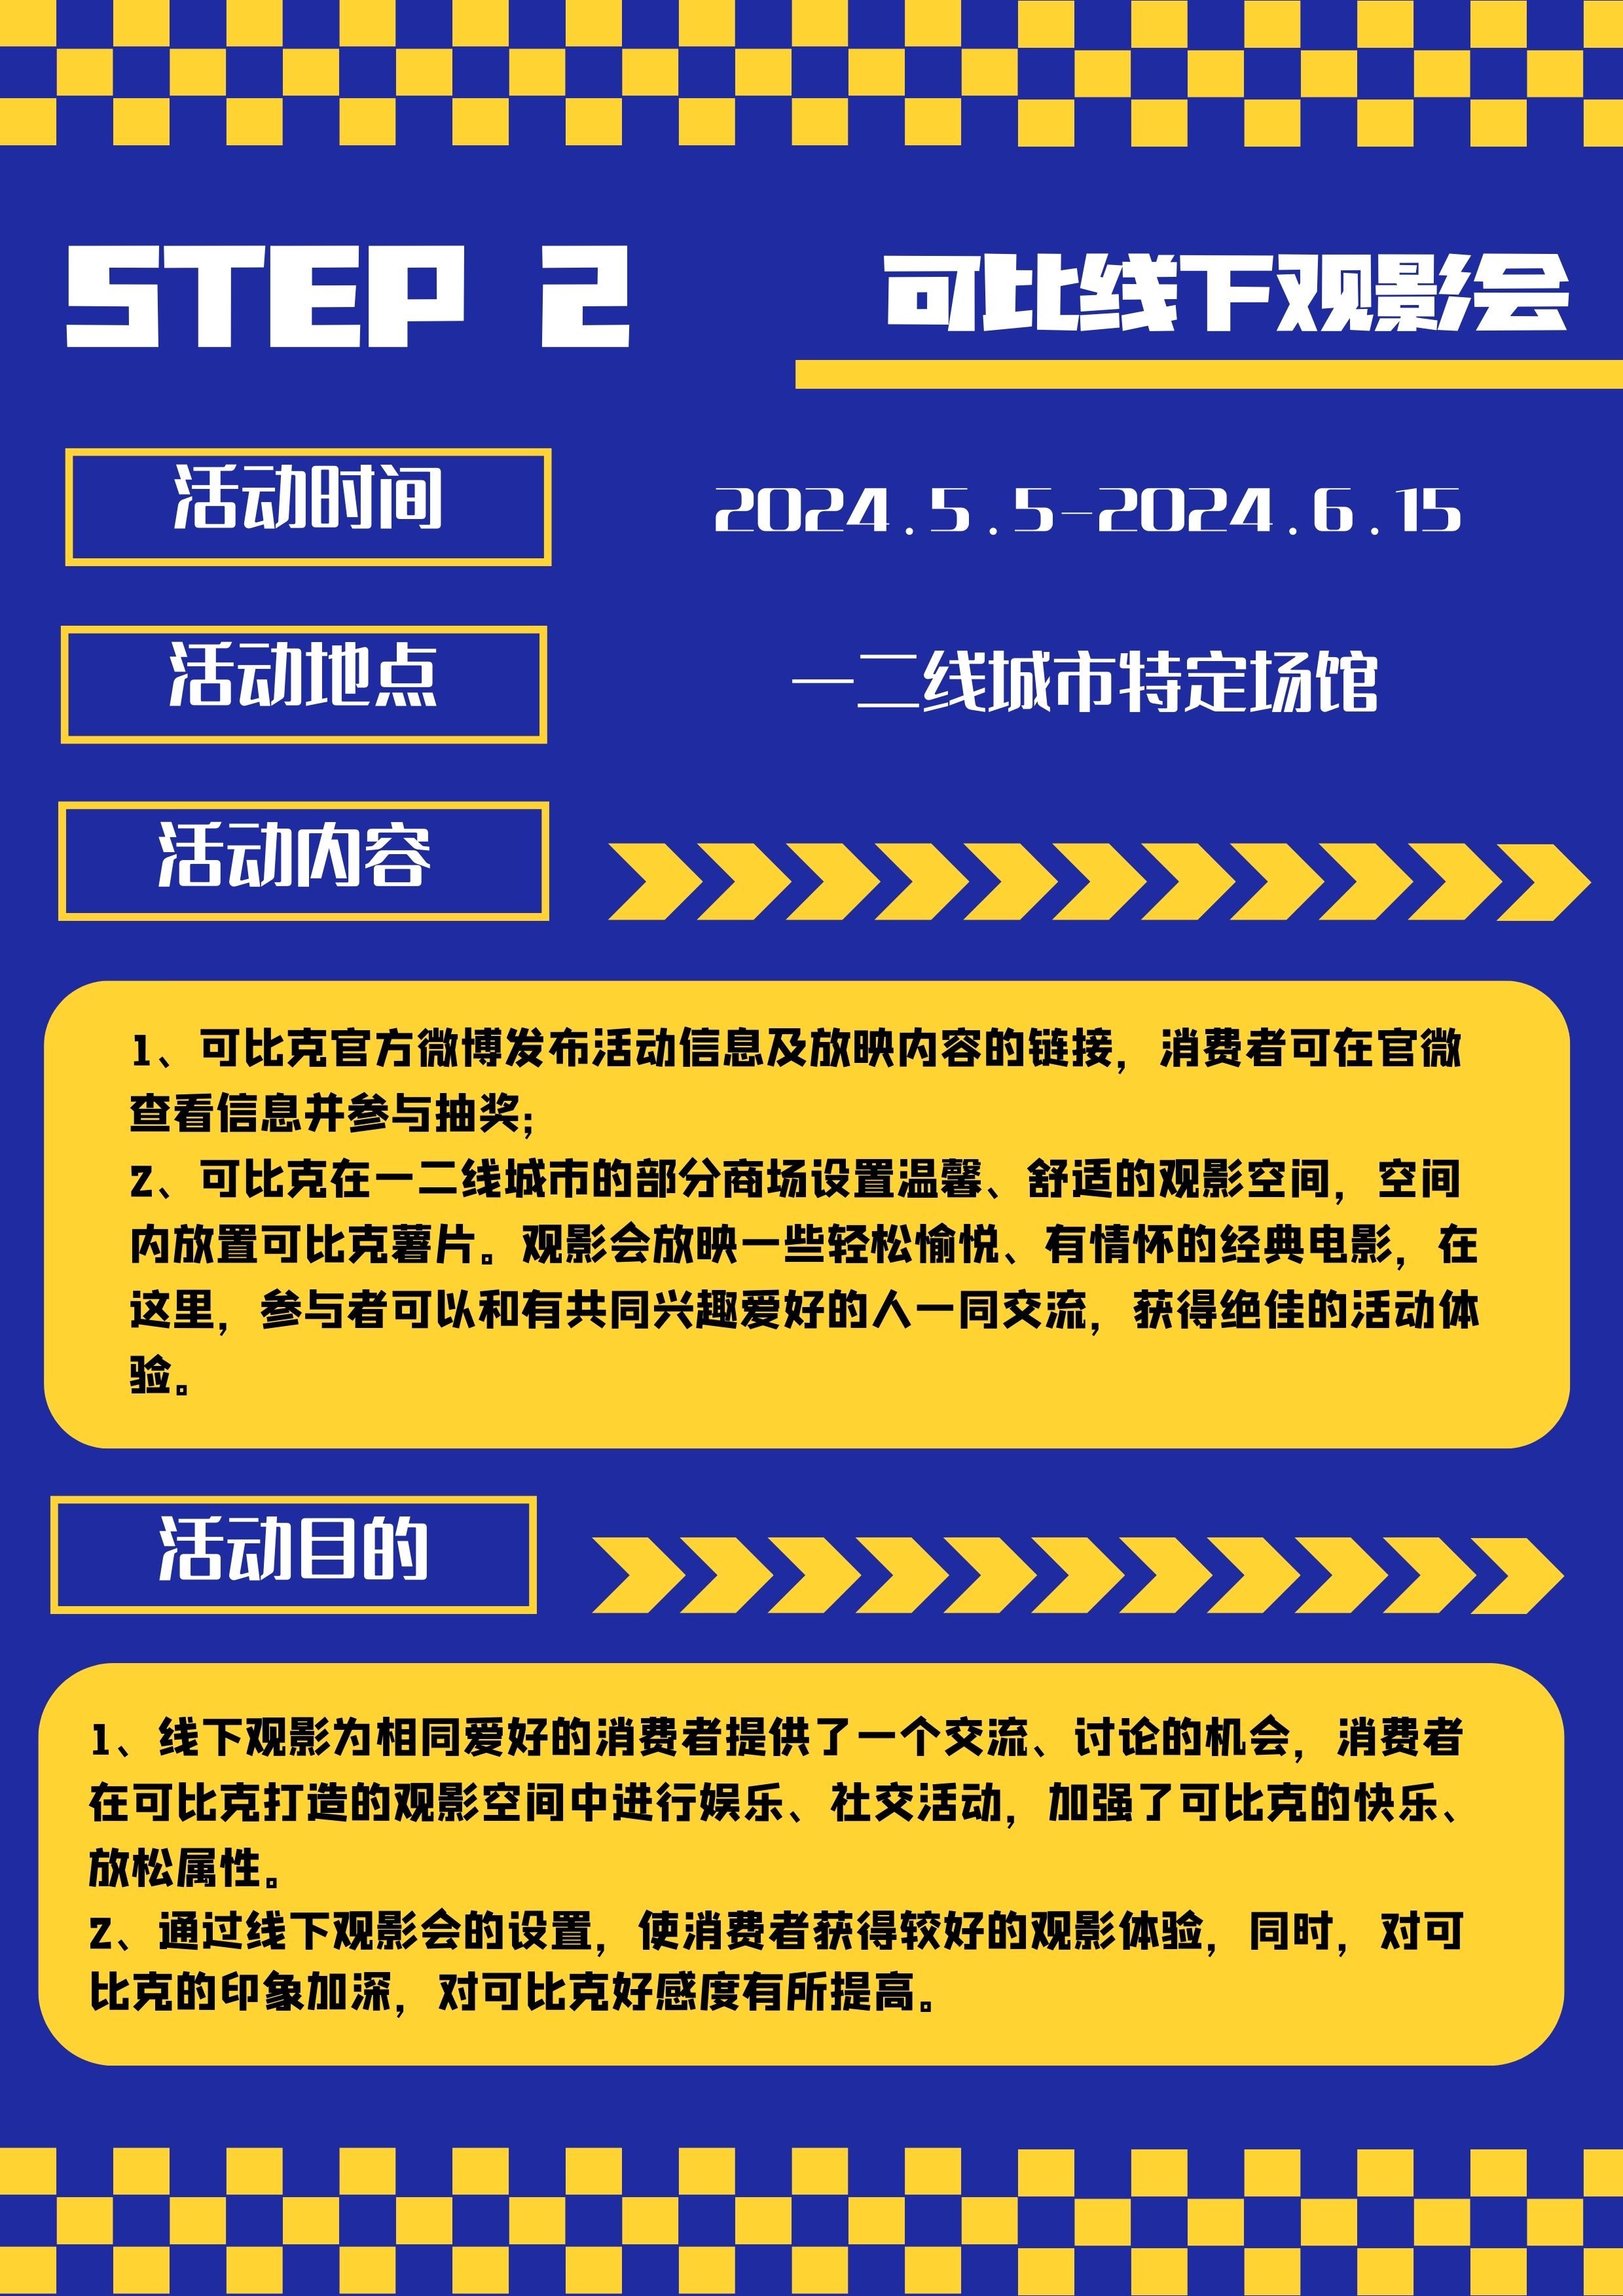 STEP 2
可比线下观影会
活动时间
2024.5.5-2024.6.15
活动地点
一二线城市特定场馆
活动内容
1、可比克官方微博发布活动信息及放映内容的链接，消费者可在官微
查看信息并参与抽奖；
2、可比克在一二线城市的部分商场设置温馨、舒适的观影空间，空间
内放置可比克薯片。观影会放映一些轻松愉悦、有情怀的经典电影，在
这里，参与者可以和有共同兴趣爱好的人一同交流，获得绝佳的活动体
验。
活动目的
1、线下观影为相同爱好的消费者提供了一个交流、讨论的机会，消费者
在可比克打造的观影空间中进行娱乐、社交活动，加强了可比克的快乐、
放松属性。
2、通过线下观影会的设置，使消费者获得较好的观影体验，同时，对可
比克的印象加深，对可比克好感度有所提高。